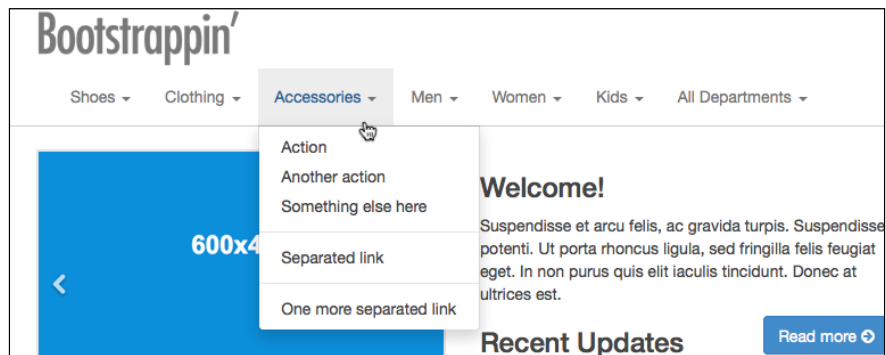 Bootstrappin'
Shoes Clothing Accessories Men Women Kids All Departments
Action
Another action
Something else here
Separated link
One more separated link
600x4
Welcome!
Suspendisse et arcu felis, ac gravida turpis. Suspendisse
potenti. Ut porta rhoncus ligula, sed fringilla felis feugiat
eget. In non purus quis elit iaculis tincidunt. Donec at
ultrices est.
Recent Updates
Read more